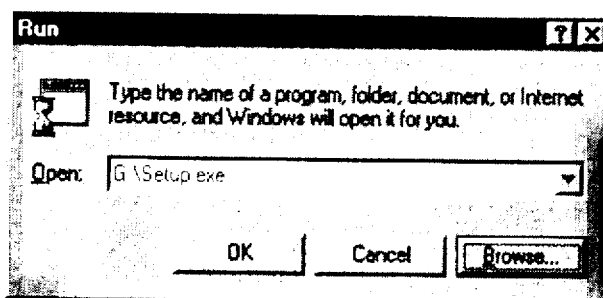 Run
Type the name of a program, folder, document, or Internet
resource, and Windows will open it for you.
Open: G:\Setup.exe
OK Cancel Browse...